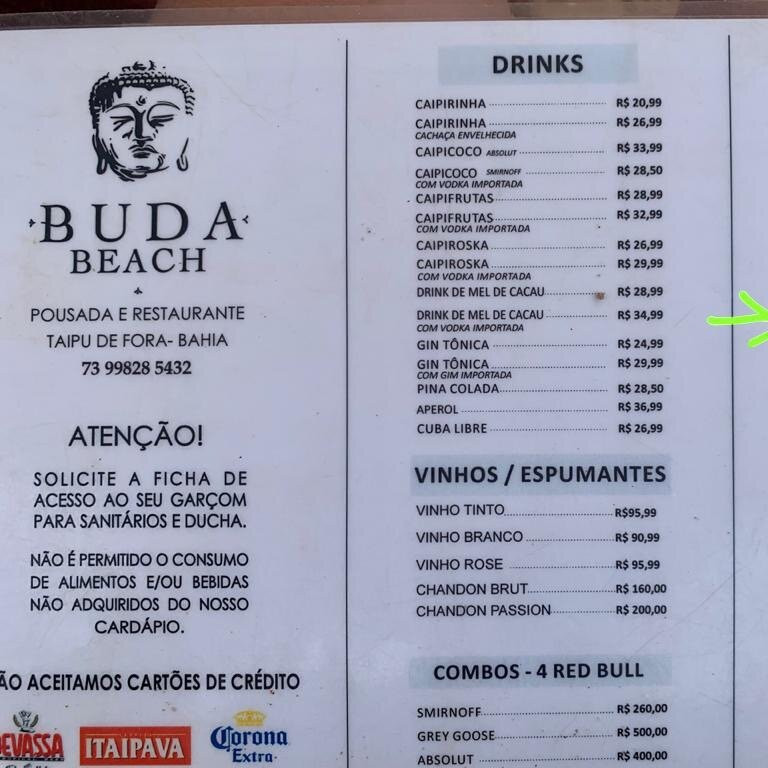 BUDA
BEACH
POUSADA E RESTAURANTE
TAIPU DE FORA- BAHIA
73 99828 5432
ATENÇÃO!
SOLICITE A FICHA DE
ACESSO AO SEU GARÇOM
PARA SANITÁRIOS E DUCHA.
NÃO É PERMITIDO O CONSUMO
DE ALIMENTOS E/OU BEBIDAS
NÃO ADQUIRIDOS DO NOSSO
CARDÁPIO.
ÃO ACEITAMOS CARTÕES DE CRÉDITO
DEVASSA
ITAIPAVA
Corona
Extra
DRINKS
CAIPIRINHA R$ 20,99
CAIPIRINHA R$ 26,99
CACHAÇA ENVELHECIDA
CAIPICOCO ABSOLUT R$ 33,99
CAIPICOCO SMIRNOFF R$ 28,50
COM VODKA IMPORTADA
CAIPIFRUTAS R$ 28,99
CAIPIFRUTAS R$ 32,99
COM VODKA IMPORTADA
CAIPIROSKA R$ 26,99
CAIPIROSKA R$ 29,99
COM VODKA IMPORTADA
DRINK DE MEL DE CACAU R$ 28,99
DRINK DE MEL DE CACAU R$ 34,99
COM VODKA IMPORTADA
GIN TÔNICA R$ 24,99
GIN TÔNICA R$ 29,99
COM GIM IMPORTADA
PINA COLADA R$ 28,50
APEROL R$ 36,99
CUBA LIBRE R$ 26,99
VINHOS / ESPUMANTES
VINHO TINTO R$95,99
VINHO BRANCO R$ 90,99
VINHO ROSE R$ 95,99
CHANDON BRUT R$ 160,00
CHANDON PASSION R$ 200,00
COMBOS - 4 RED BULL
SMIRNOFF R$ 260,00
GREY GOOSE R$ 500,00
ABSOLUT R$ 400,00